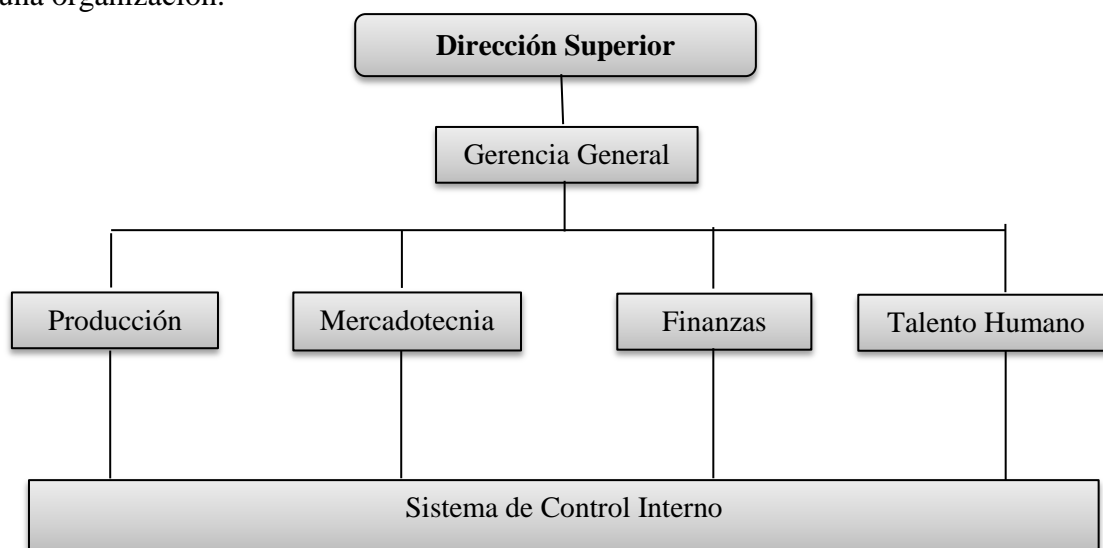 una organización.
Dirección Superior
Gerencia General
Producción
Mercadotecnia
Finanzas
Talento Humano
Sistema de Control Interno